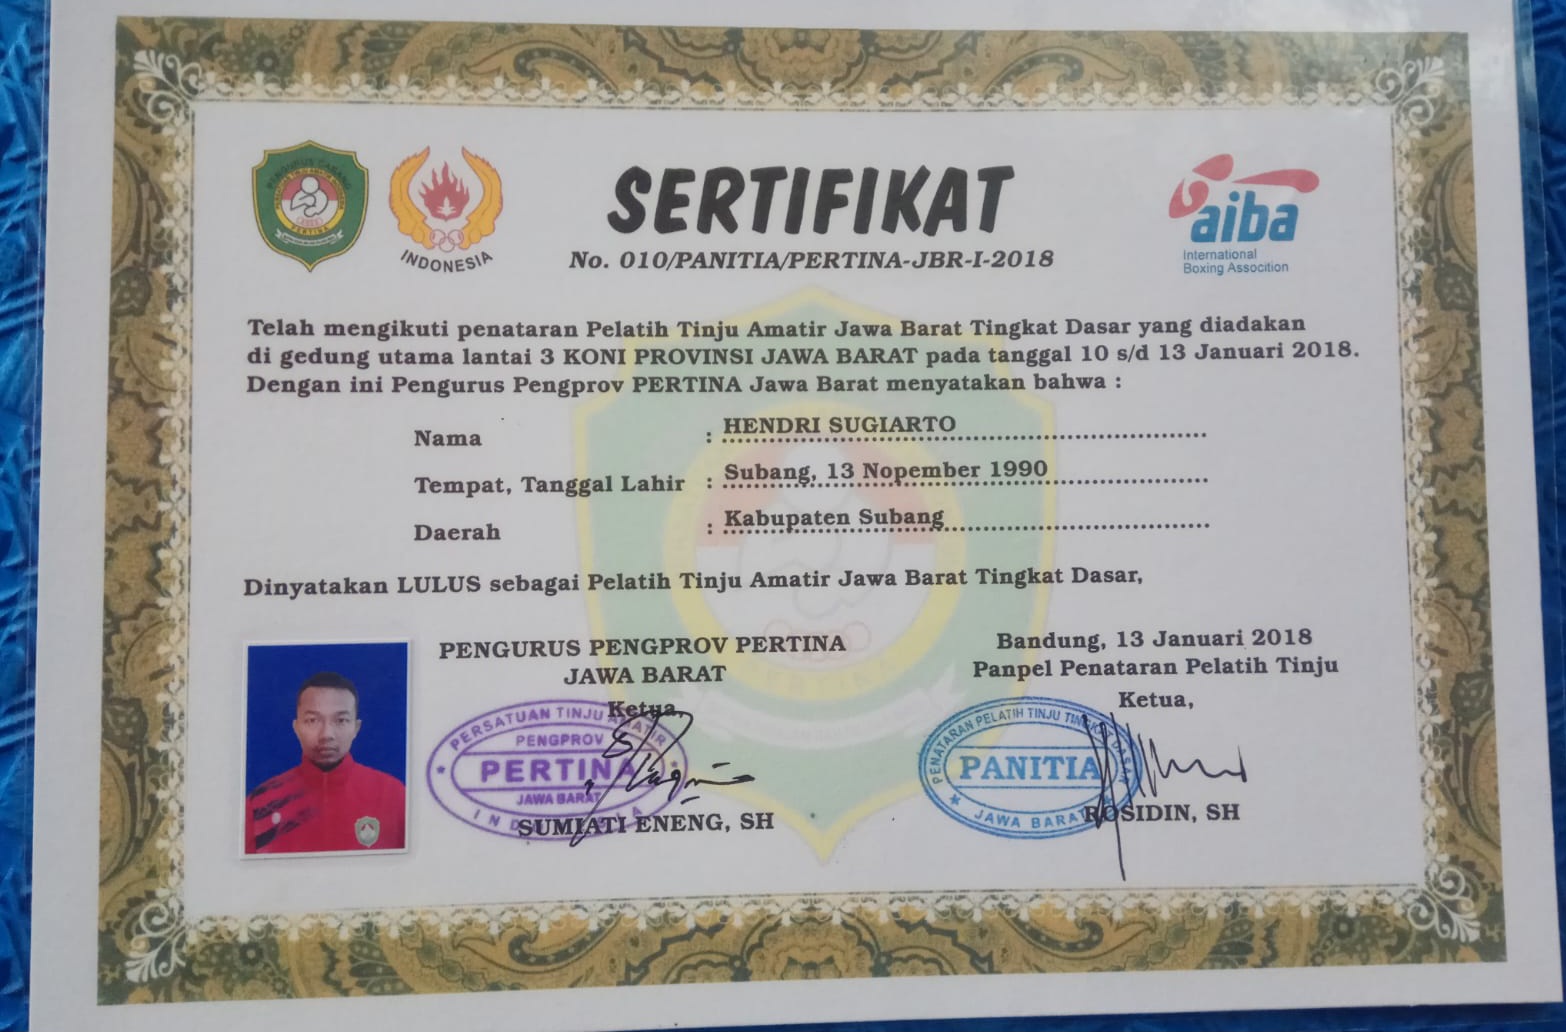 INDONESIA
SERTIFIKAT
No. 010/PANITIA/PERTINA-JBR-I-2018
aiba
International
Boxing Assocition
Telah mengikuti penataran Pelatih Tinju Amatir Jawa Barat Tingkat Dasar yang diadakan
di gedung utama lantai 3 KONI PROVINSI JAWA BARAT pada tanggal 10 s/d 13 Januari 2018.
Dengan ini Pengurus Pengprov PERTINA Jawa Barat menyatakan bahwa :
Nama : HENDRI SUGIARTO
Tempat, Tanggal Lahir : Subang, 13 Nopember 1990
Daerah : Kabupaten Subang
Dinyatakan LULUS sebagai Pelatih Tinju Amatir Jawa Barat Tingkat Dasar,
PENGURUS PENGPROV PERTINA
JAWA BARAT
Ketua,
PERSATUAN TINJU AMATIR
PENGPROV
PERTINA
JAWA BARAT
SUMIATI ENENG, SH
Bandung, 13 Januari 2018
Panpel Penataran Pelatih Tinju
Ketua,
PENATARAN PELATIH TINJU TINGKAT DASAR
PANITIA
JAWA BARAT
ROSIDIN, SH